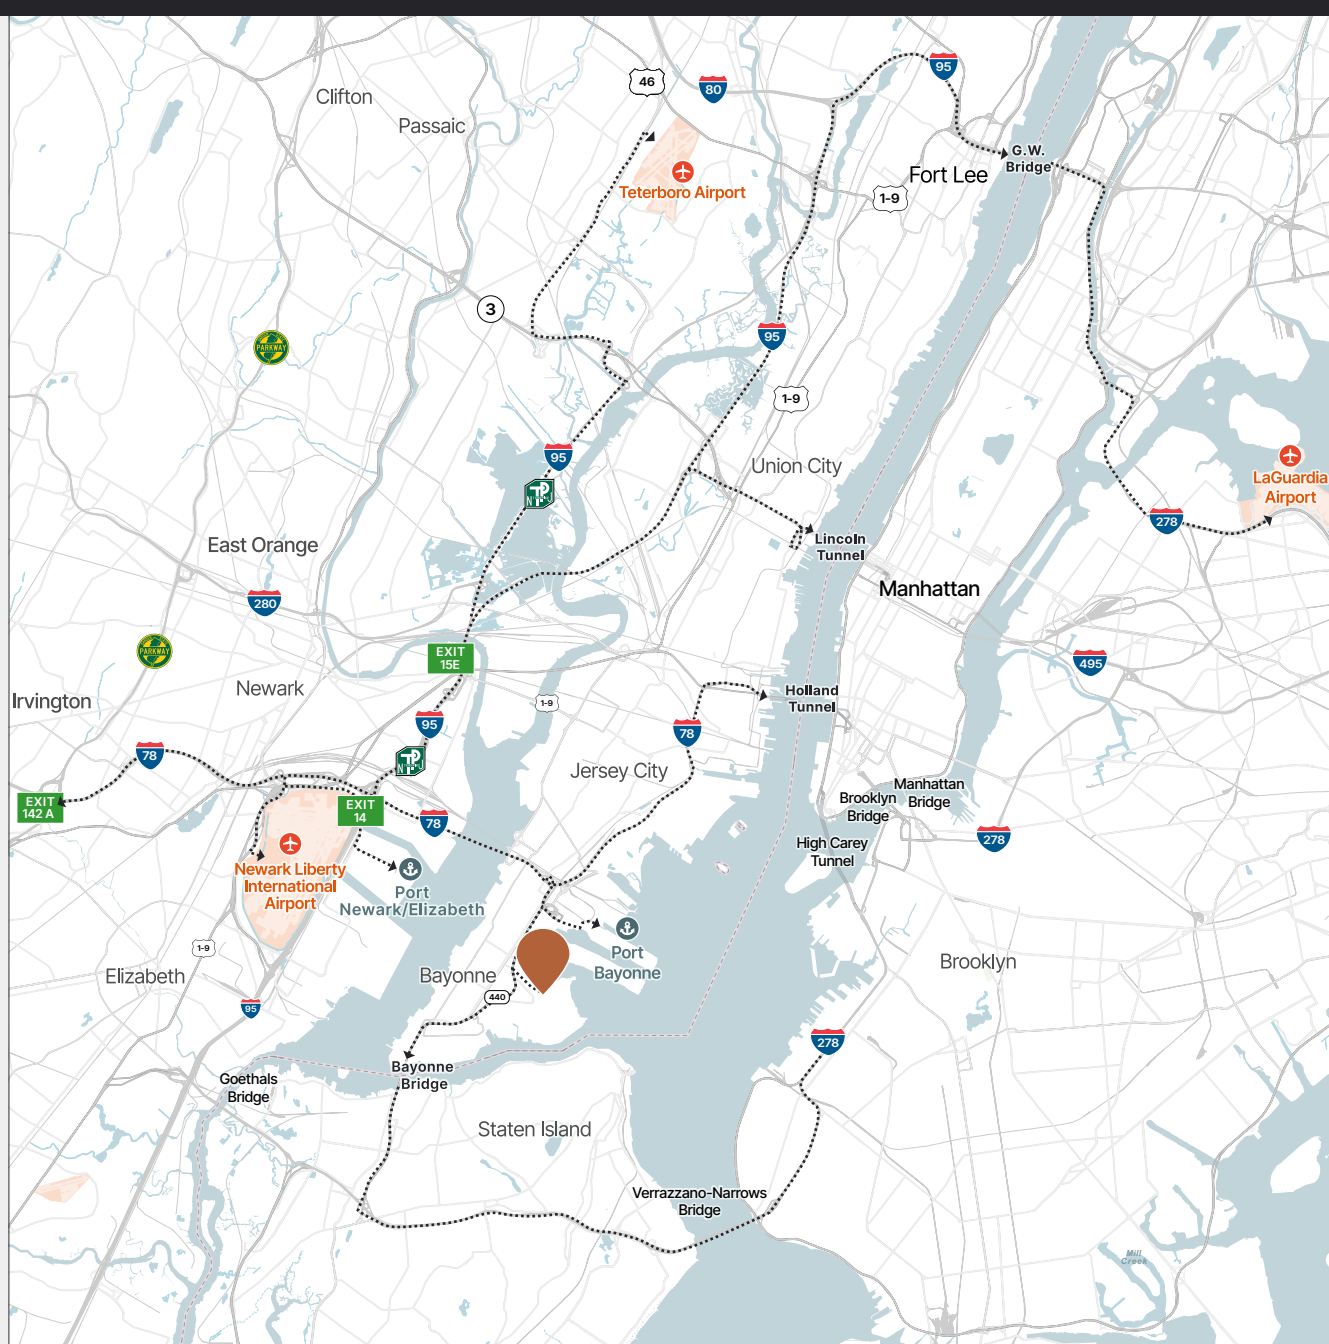 95
46
80
Clifton
Passaic
G.W.
Bridge
Fort Lee
Teterboro Airport
1-9
3
PARKWAY
95
1-9
95
Union City
LaGuardia
Airport
278
Lincoln
Tunnel
East Orange
Manhattan
280
PARKWAY
EXIT
15E
495
Irvington
Newark
1-9
Holland
Tunnel
95
78
78
Jersey City
Manhattan
Bridge
Brooklyn
Bridge
EXIT
142 A
EXIT
14
78
278
High Carey
Tunnel
Newark Liberty
International
Airport
Port
Newark/Elizabeth
1-9
Port
Bayonne
Elizabeth
Bayonne
Brooklyn
440
95
278
Bayonne
Bridge
Goethals
Bridge
Staten Island
Verrazzano-Narrows
Bridge
Mill
Creek